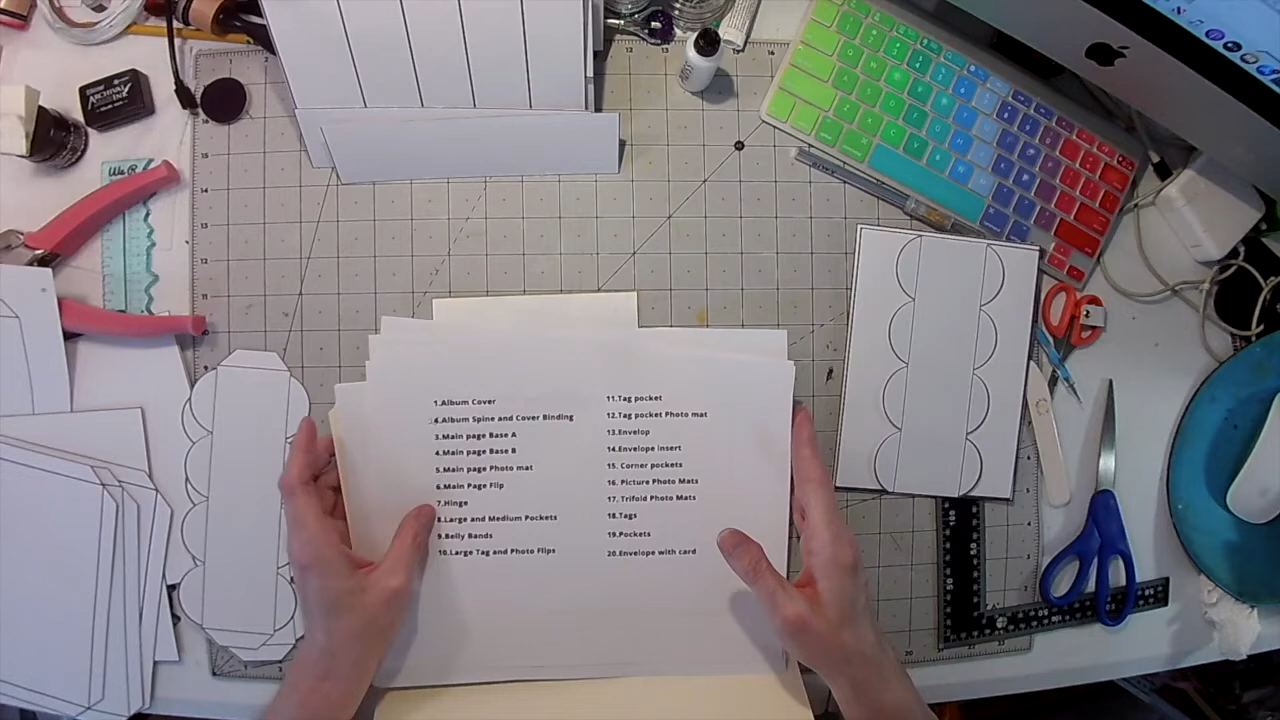 1.Album Cover
4.Album Spine and Cover Binding
3.Main page Base A
4.Main page Base B
5.Main page Photo mat
6.Main Page Flip
7.Hinge
8.Large and Medium Pockets
9.Belly Bands
10.Large Tag and Photo Flips
11.Tag pocket
12.Tag pocket Photo mat
13.Envelop
14.Envelope insert
15. Corner pockets
16. Picture Photo Mats
17. Trifold Photo Mats
18.Tags
19.Pockets
20.Envelope with card
ARCHIVAL
INK
We R